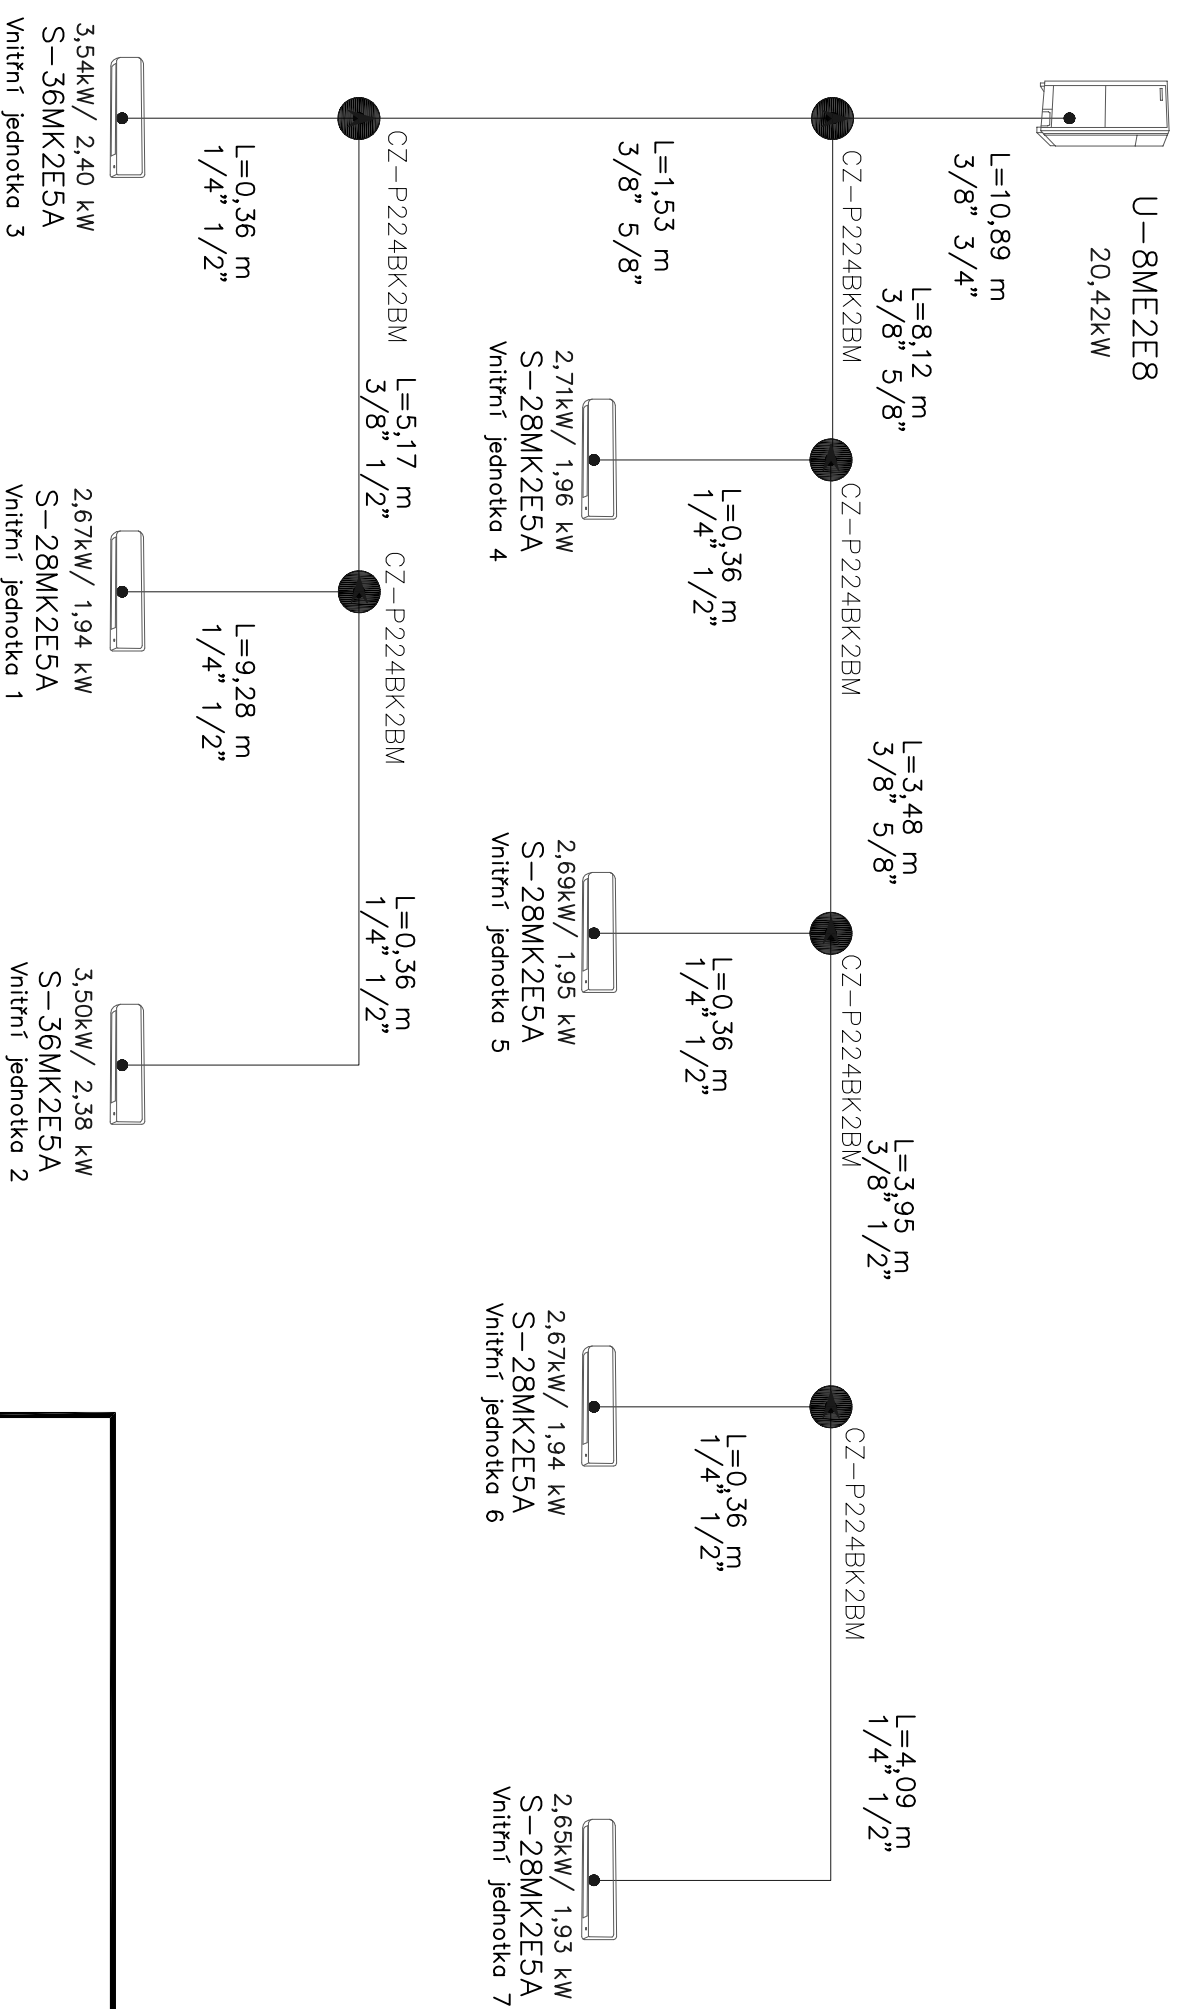 U-8ME2E8
20,42kW
L=10,89 m
3/8" 3/4"
CZ-P224BK2BM
L=8,12 m
3/8" 5/8"
CZ-P224BK2BM
L=3,48 m
3/8" 5/8"
CZ-P224BK2BM
L=3,95 m
3/8" 1/2"
CZ-P224BK2BM
L=4,09 m
1/4" 1/2"
L=1,53 m
3/8" 5/8"
L=0,36 m
1/4" 1/2"
2,71kW/ 1,96 kW
S-28MK2E5A
Vnitřní jednotka 4
L=0,36 m
1/4" 1/2"
2,69kW/ 1,95 kW
S-28MK2E5A
Vnitřní jednotka 5
L=0,36 m
1/4" 1/2"
2,67kW/ 1,94 kW
S-28MK2E5A
Vnitřní jednotka 6
2,65kW/ 1,93 kW
S-28MK2E5A
Vnitřní jednotka 7
CZ-P224BK2BM
L=5,17 m
3/8" 1/2"
CZ-P224BK2BM
L=0,36 m
1/4" 1/2"
L=0,36 m
1/4" 1/2"
3,54kW/ 2,40 kW
S-36MK2E5A
Vnitřní jednotka 3
L=9,28 m
1/4" 1/2"
2,67kW/ 1,94 kW
S-28MK2E5A
Vnitřní jednotka 1
3,50kW/ 2,38 kW
S-36MK2E5A
Vnitřní jednotka 2